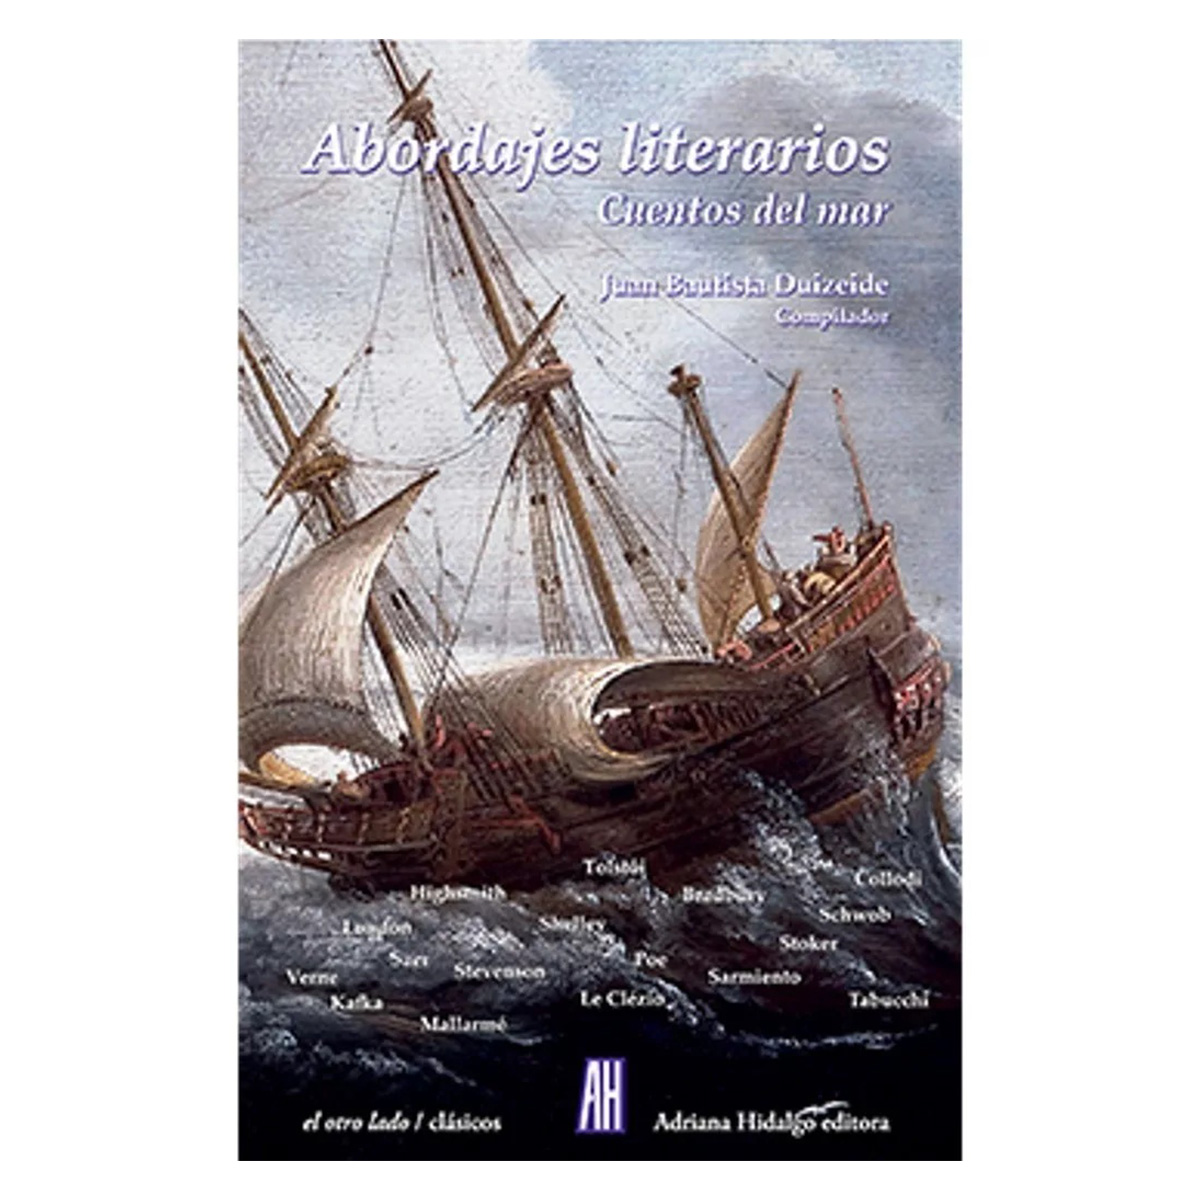 Abordajes literarios
Cuentos del mar
Juan Bautista Duizeide
Compilador
Tolstói
Collodi
Highsmith
Bradbury
Schwob
London
Shelley
Stoker
Saer
Stevenson
Poe
Verne
Sarmiento
Kafka
Le Clézio
Tabucchi
Mallarmé
AH
el otro lado / clásicos
Adriana Hidalgo editora